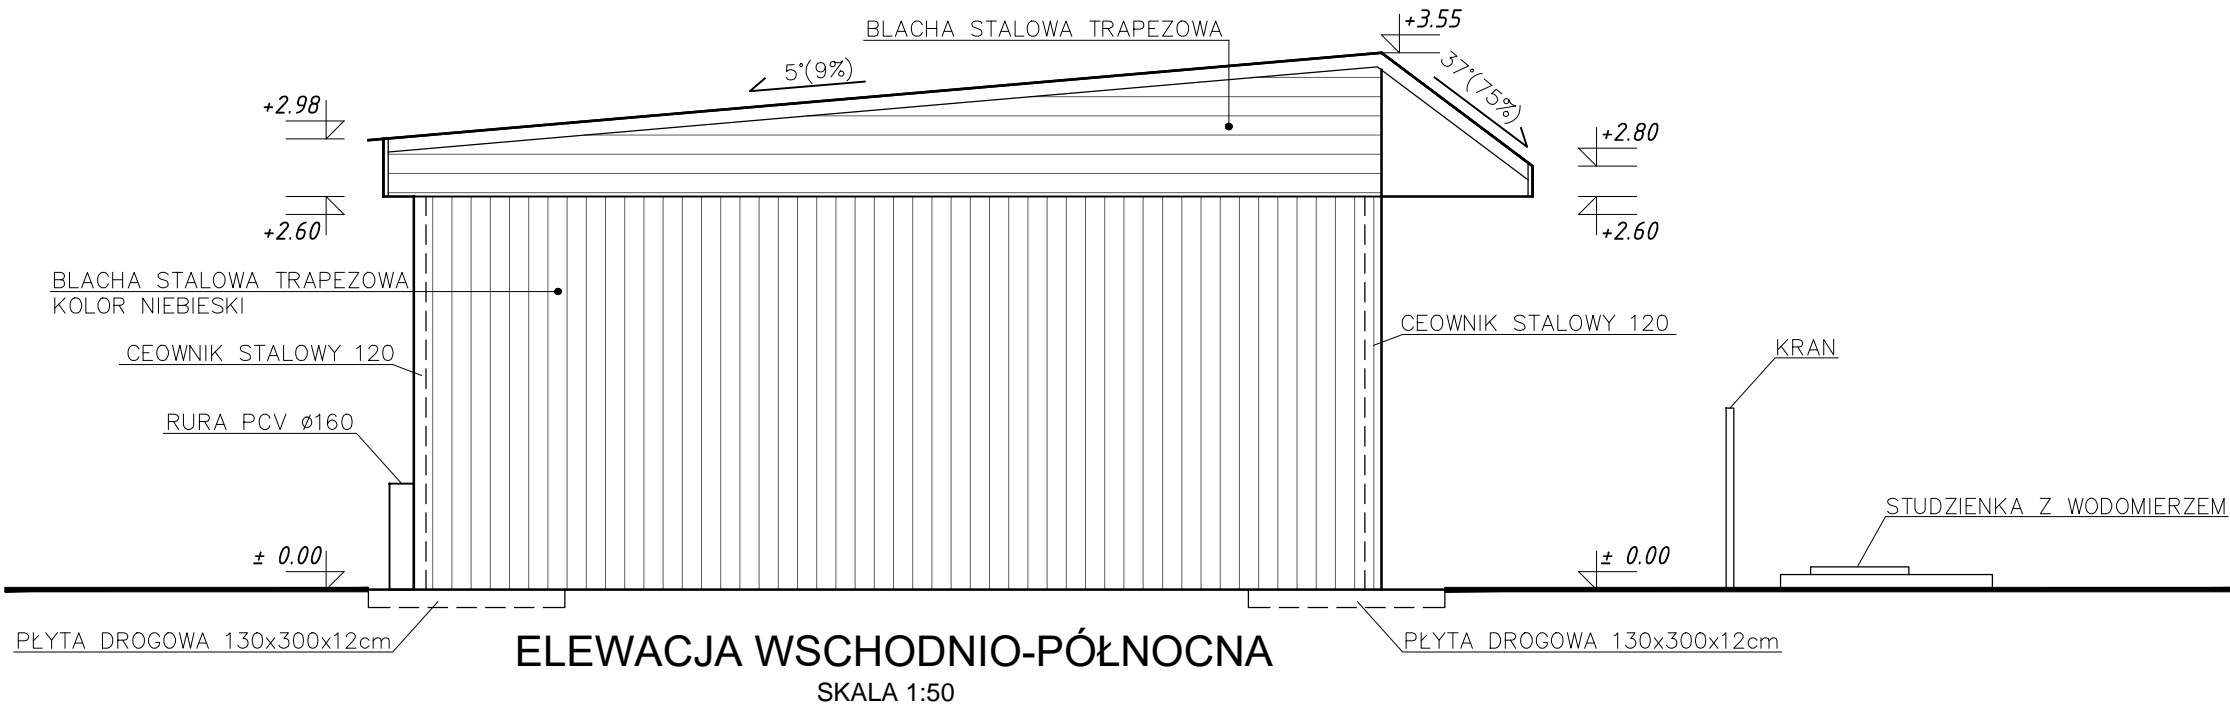 BLACHA STALOWA TRAPEZOWA
+3.55
5°(9%)
37°(75%)
+2.98
+2.80
+2.60
+2.60
BLACHA STALOWA TRAPEZOWA
KOLOR NIEBIESKI
CEOWNIK STALOWY 120
CEOWNIK STALOWY 120
KRAN
RURA PCV ø160
STUDZIENKA Z WODOMIERZEM
± 0.00
± 0.00
PŁYTA DROGOWA 130x300x12cm
PŁYTA DROGOWA 130x300x12cm
ELEWACJA WSCHODNIO-PÓŁNOCNA
SKALA 1:50